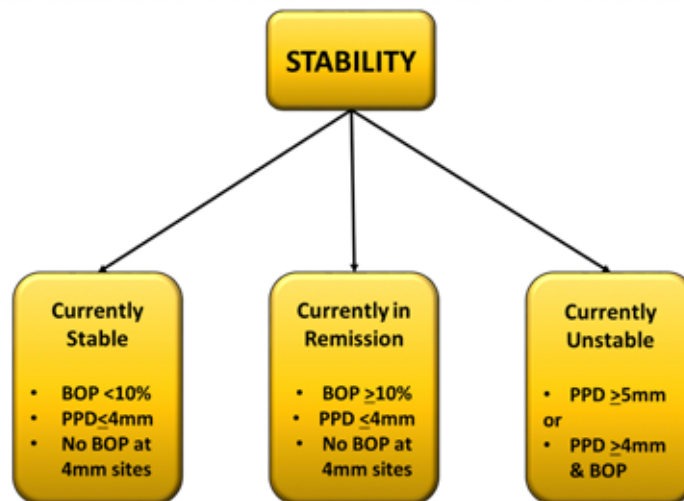 STABILITY
Currently
Stable
• BOP <10%
• PPD≤4mm
• No BOP at
4mm sites
Currently in
Remission
• BOP ≥10%
• PPD ≤4mm
• No BOP at
4mm sites
Currently
Unstable
• PPD ≥5mm
or
• PPD ≥4mm
& BOP